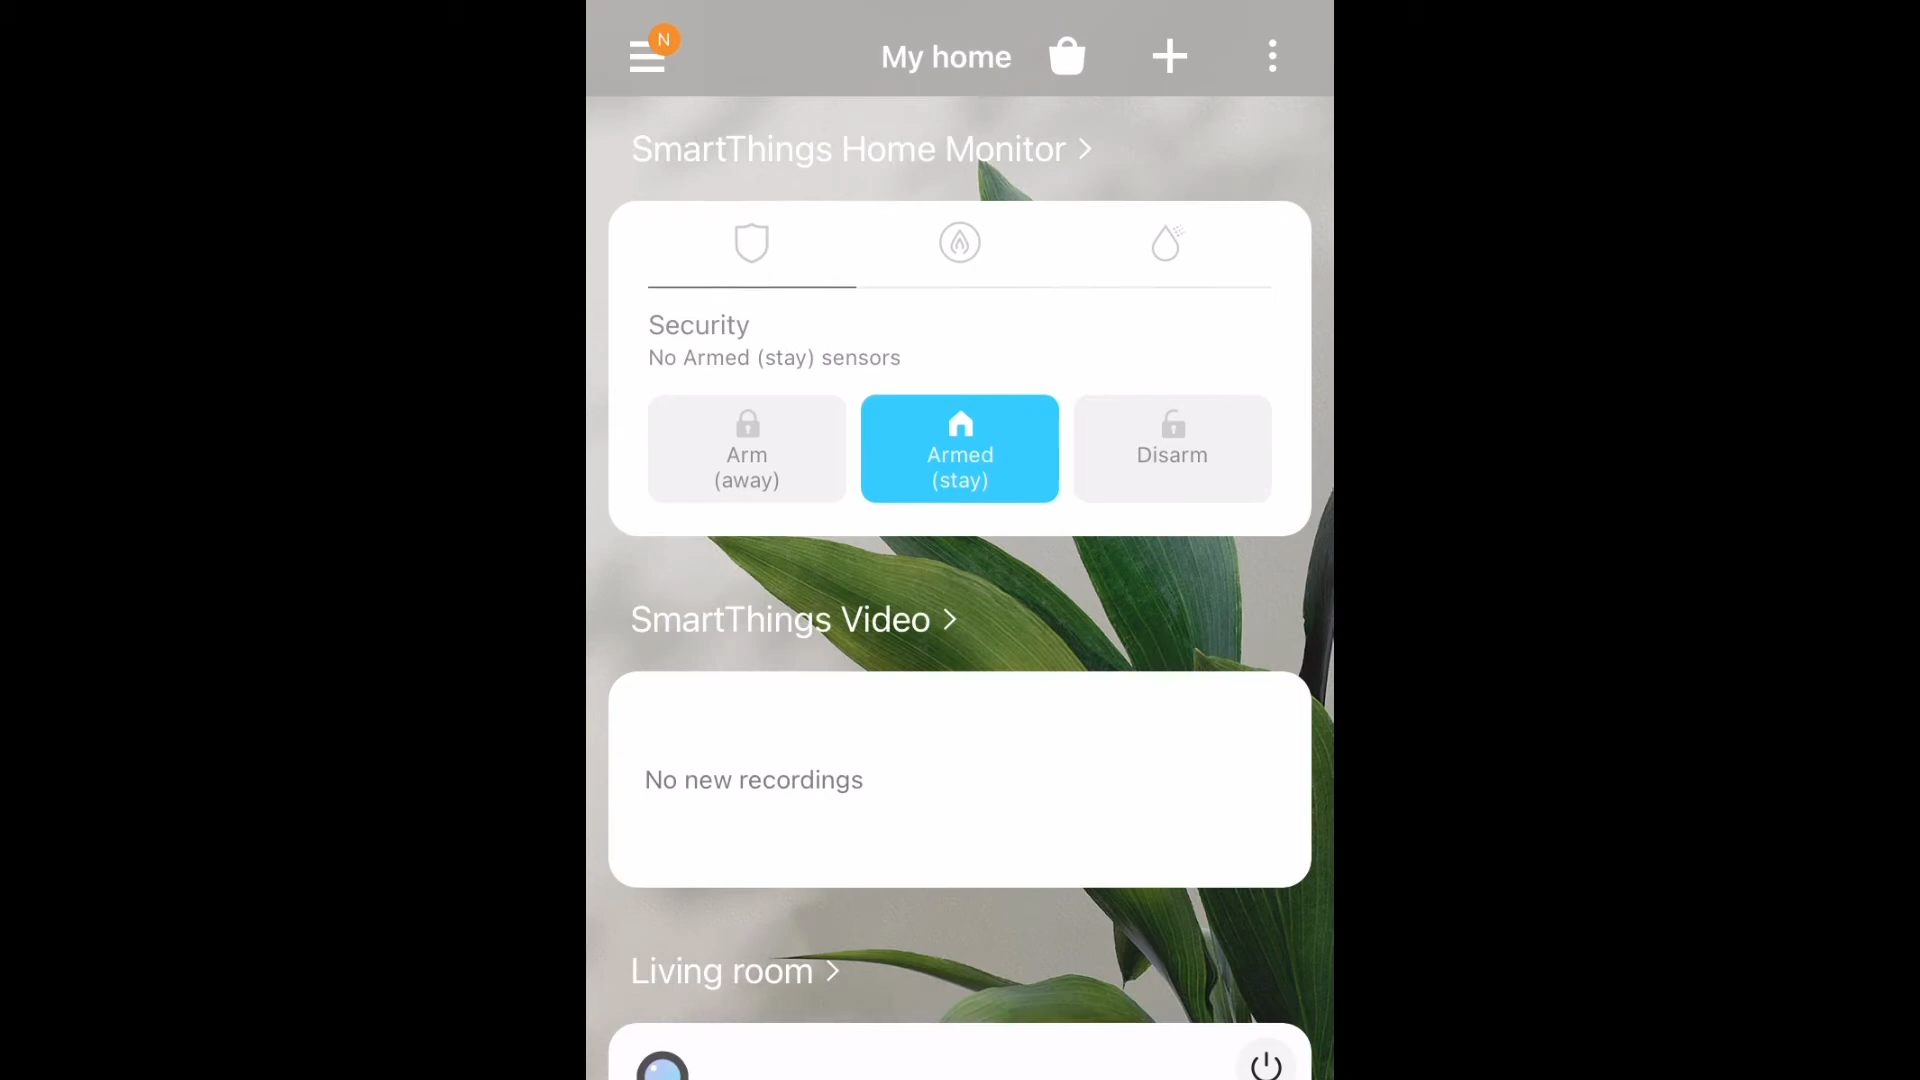 N
My home
SmartThings Home Monitor
Security
No Armed (stay) sensors
Arm
(away)
Armed
(stay)
Disarm
SmartThings Video
No new recordings
Living room